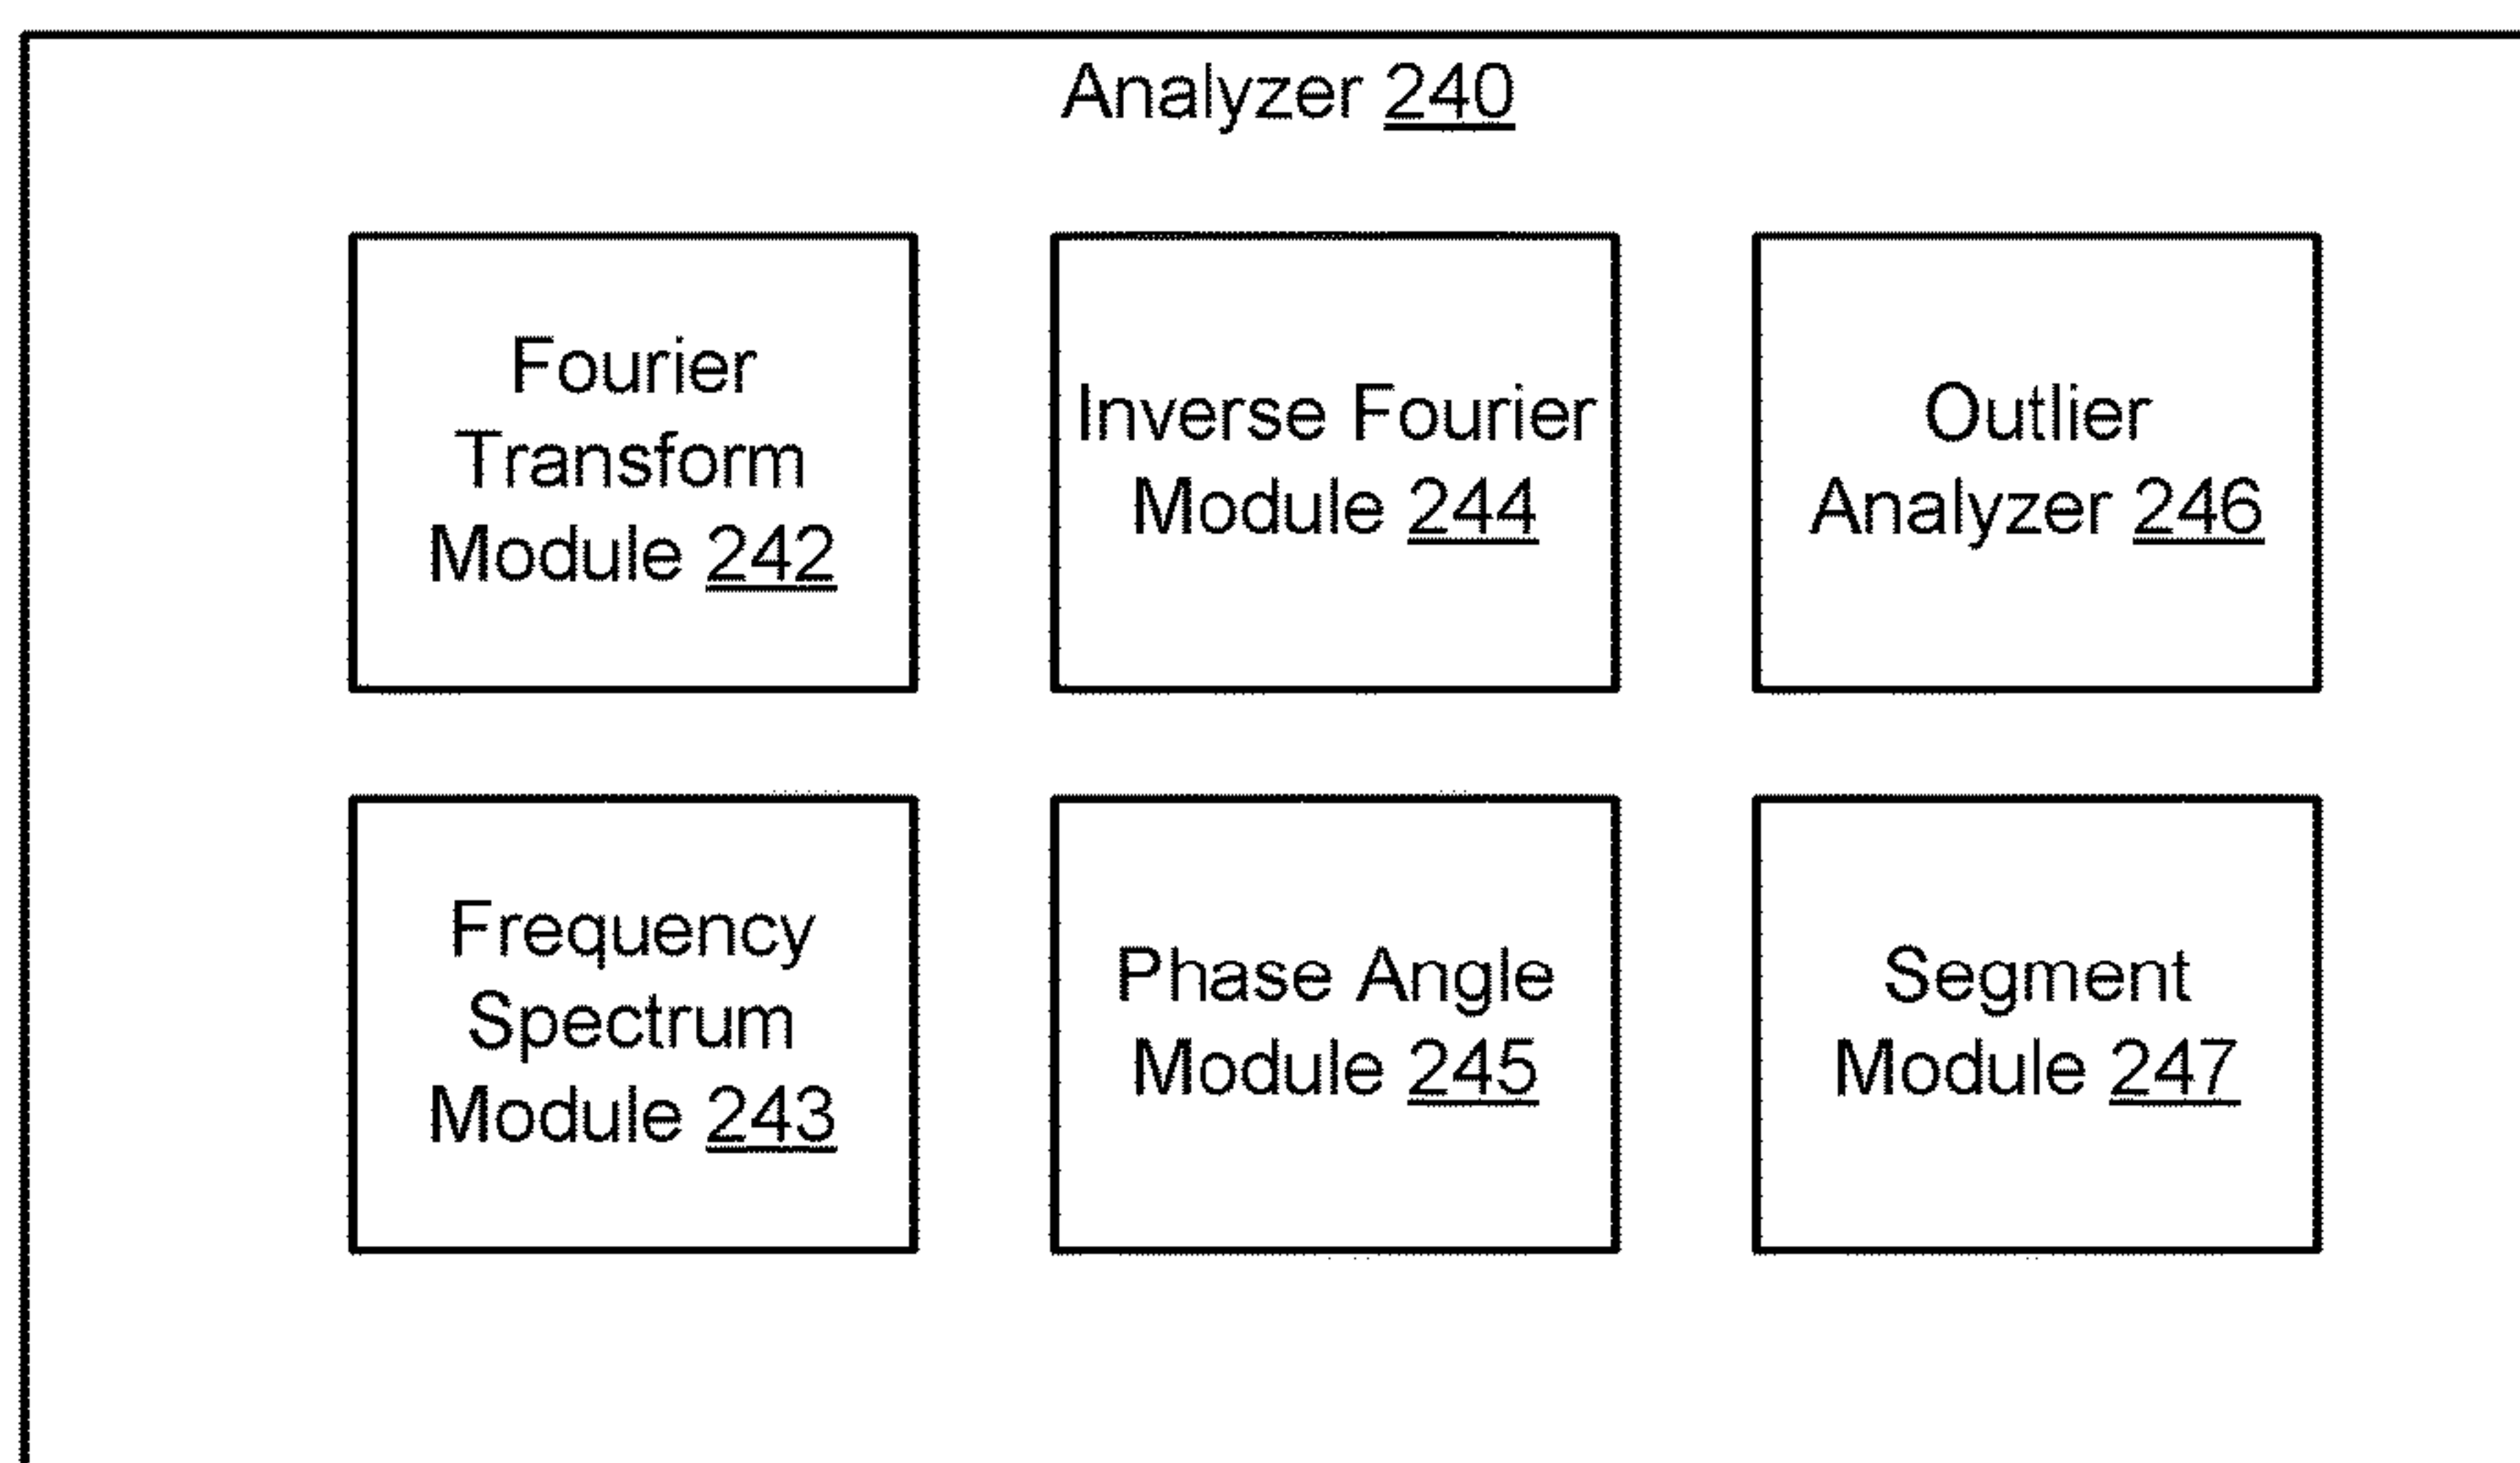 Analyzer 240
Fourier
Transform
Module 242
Inverse Fourier
Module 244
Outlier
Analyzer 246
Frequency
Spectrum
Module 243
Phase Angle
Module 245
Segment
Module 247